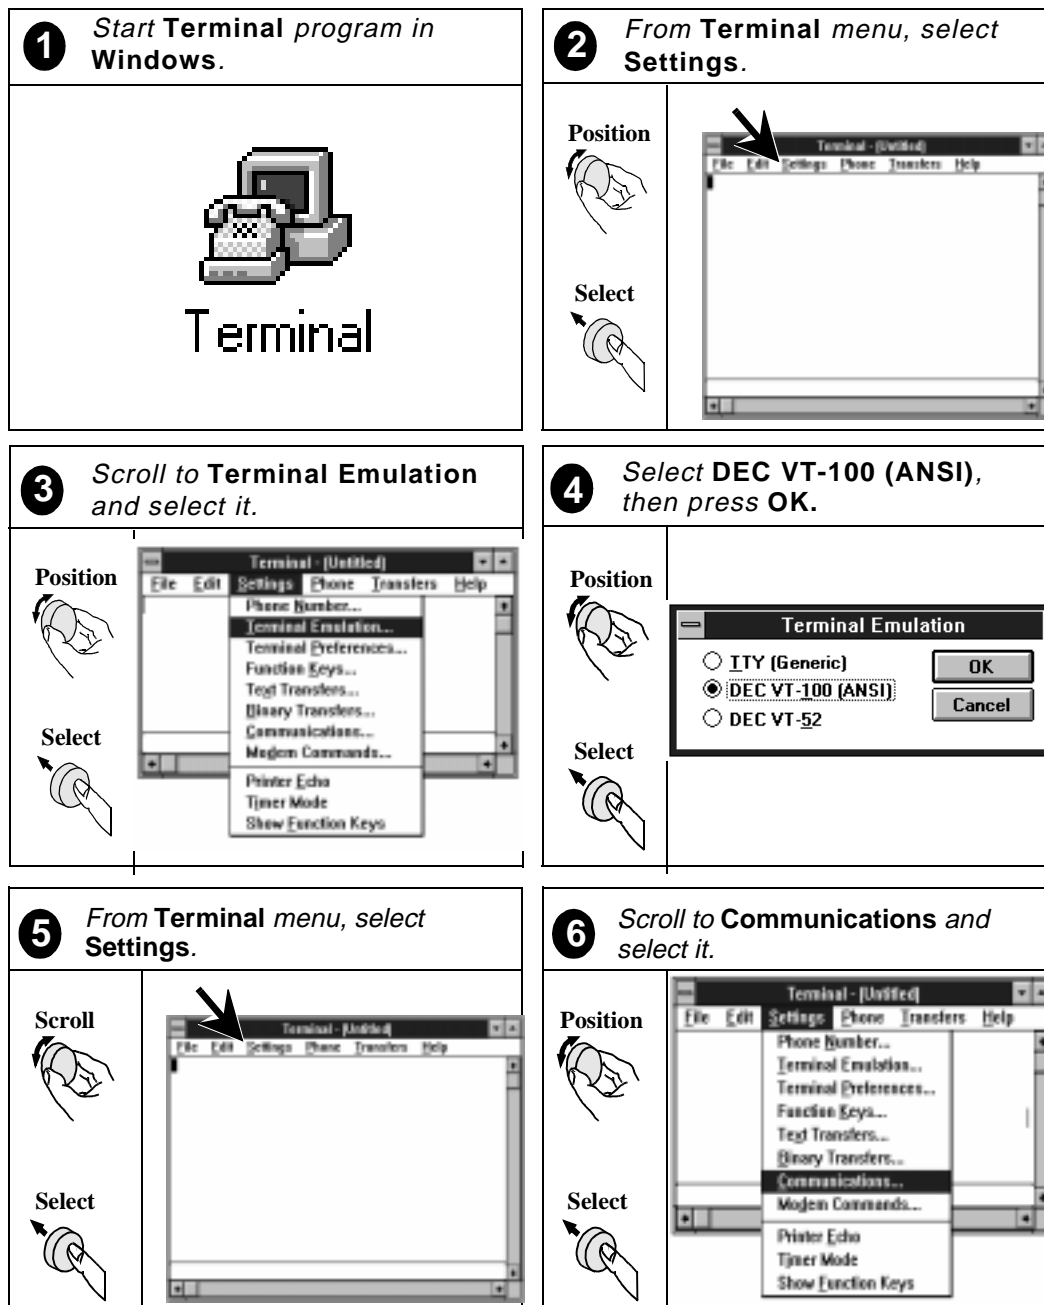 1
Start Terminal program in
Windows.
Terminal
2
From Terminal menu, select
Settings.
Position
Select
Terminal - (Untitled)
File Edit Settings Phone Transfers Help
3
Scroll to Terminal Emulation
and select it.
Position
Select
Terminal - (Untitled)
File Edit Settings Phone Transfers Help
Phone Number...
Terminal Emulation...
Terminal Preferences...
Function Keys...
Text Transfers...
Binary Transfers...
Communications...
Modem Commands...
Printer Echo
Timer Mode
Show Function Keys
4
Select DEC VT-100 (ANSI),
then press OK.
Position
Select
Terminal Emulation
TTY (Generic)
DEC VT-100 (ANSI)
DEC VT-52
OK
Cancel
5
From Terminal menu, select
Settings.
Scroll
Select
Terminal - (Untitled)
File Edit Settings Phone Transfers Help
6
Scroll to Communications and
select it.
Position
Select
Terminal - (Untitled)
File Edit Settings Phone Transfers Help
Phone Number...
Terminal Emulation...
Terminal Preferences...
Function Keys...
Text Transfers...
Binary Transfers...
Communications...
Modem Commands...
Printer Echo
Timer Mode
Show Function Keys